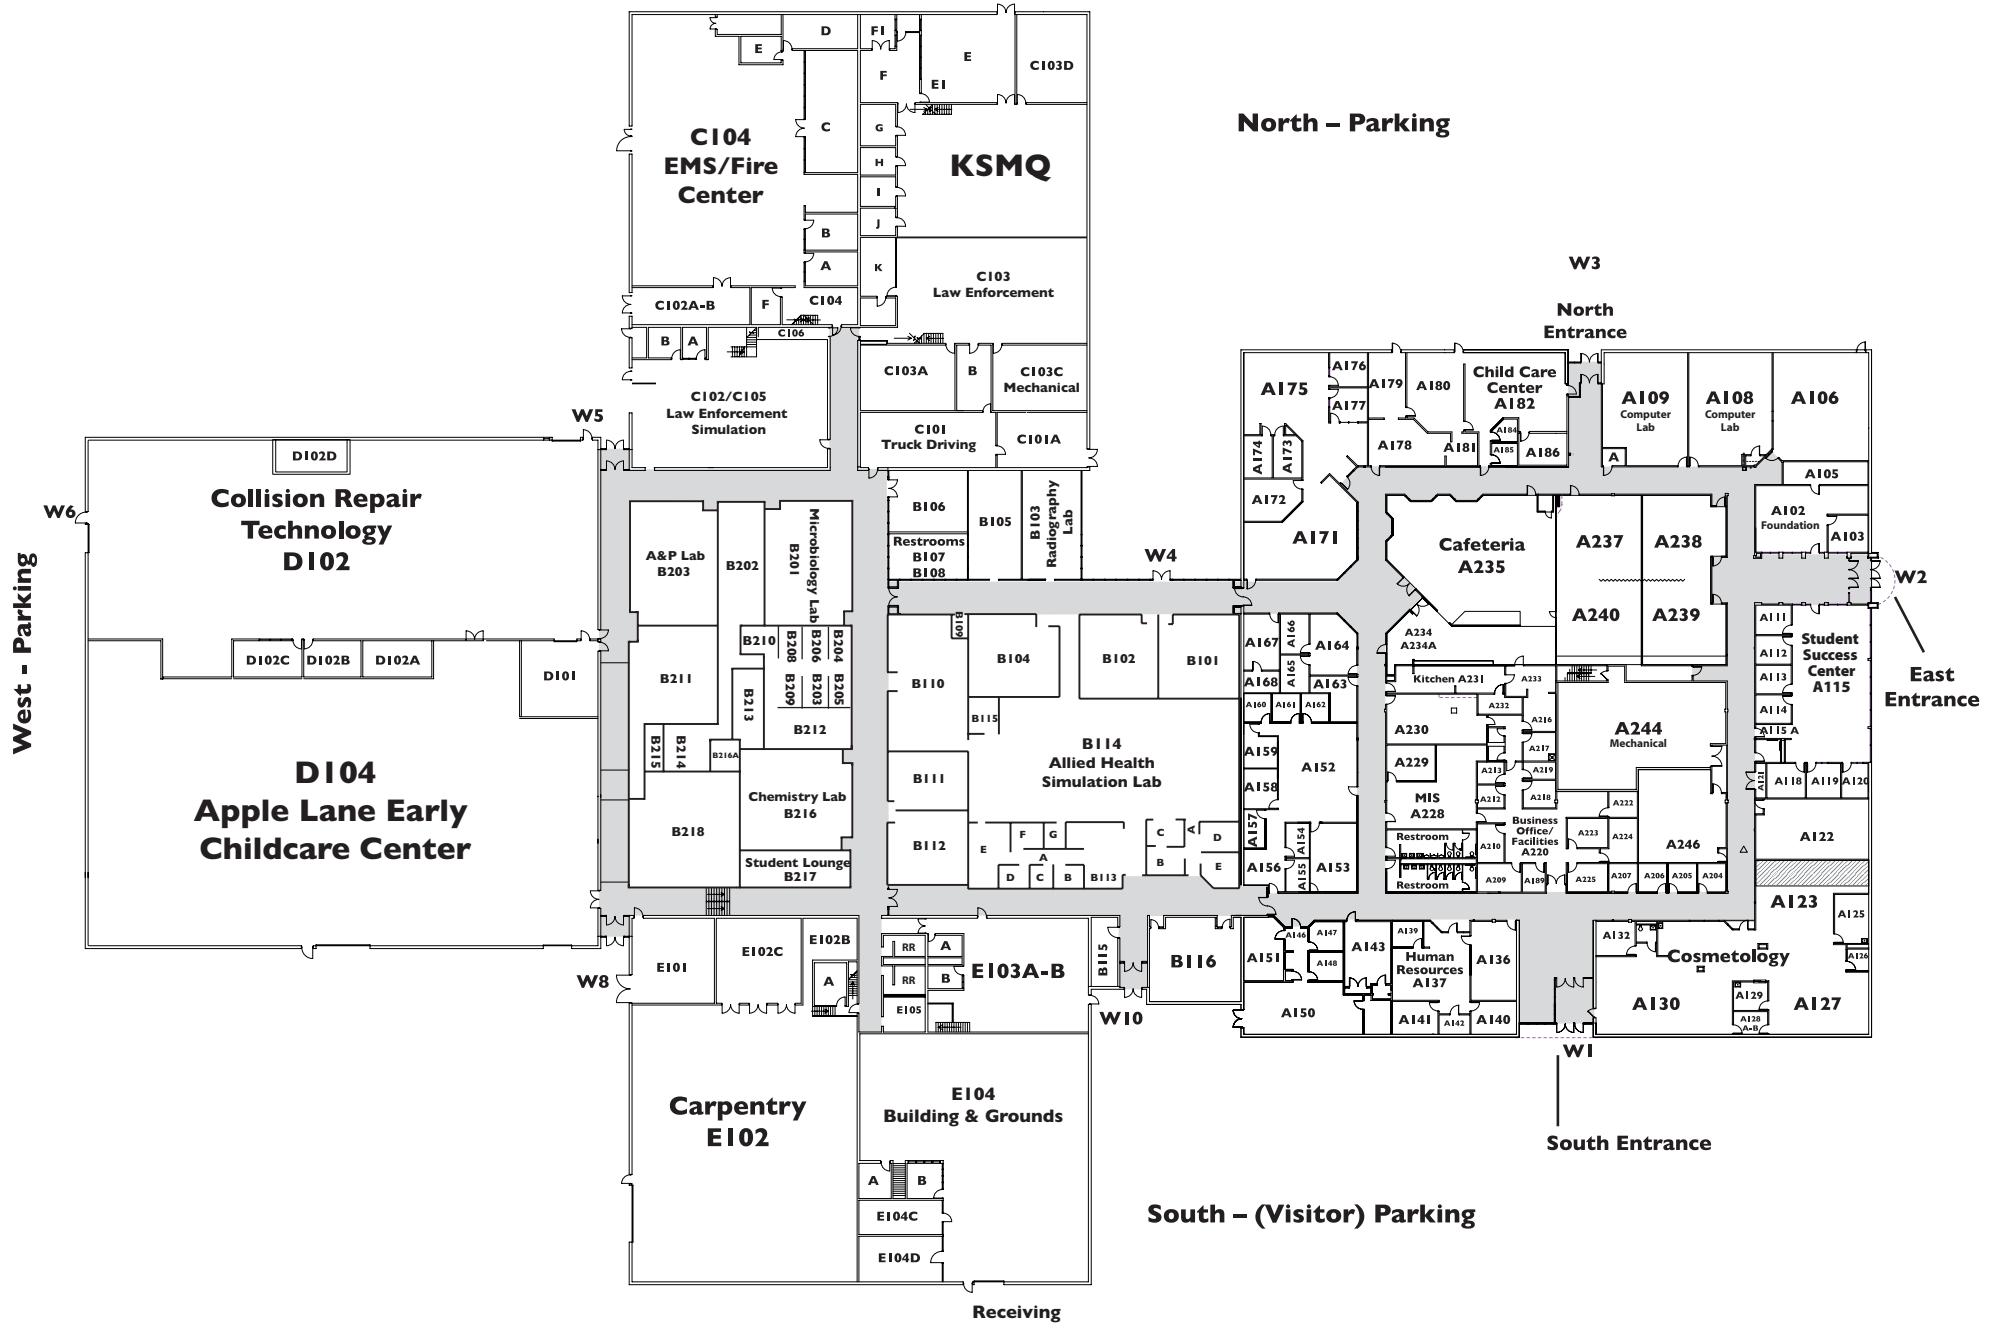 D
F1
E
E
C103D
F
E1
North – Parking
C104
EMS/Fire
Center
C
G
H
I
J
KSMQ
B
A
K
C103
Law Enforcement
C102A-B
F
C104
C106
B
A
W3
North
Entrance
C102/C105
Law Enforcement
Simulation
C103A
B
C103C
Mechanical
C101
Truck Driving
C101A
A175
A176
A177
A179
A180
Child Care
Center
A182
A184
A185
A186
A178
A181
A174
A173
A172
A171
A109
Computer
Lab
A
A108
Computer
Lab
A106
A105
A102
Foundation
A103
W5
W6
West - Parking
D102D
Collision Repair
Technology
D102
D102C
D102B
D102A
D101
D104
Apple Lane Early
Childcare Center
A&P Lab
B203
B202
Microbiology Lab
B201
B210
B208
B206
B204
B209
B203
B205
B211
B213
B212
B215
B214
B216A
Chemistry Lab
B216
B218
Student Lounge
B217
B106
Restrooms
B107
B108
B105
B103
Radiography
Lab
W4
B109
B104
B102
B101
B110
B115
B114
Allied Health
Simulation Lab
B111
B112
E
F
G
A
D
C
B
B113
C
A
D
B
E
A167
A166
A164
A168
A165
A163
A160
A161
A162
A159
A152
A158
A157
A154
A156
A155
A153
Cafeteria
A235
A234
A234A
A237
A238
A240
A239
Kitchen A231
A233
A232
A230
A216
A229
A217
A213
A219
A212
A218
MIS
A228
Restroom
Restroom
A210
Business
Office/
Facilities
A220
A209
A189
A222
A223
A224
A225
A207
A206
A205
A204
A244
Mechanical
A246
W2
East
Entrance
A111
A112
A113
A114
A115 A
Student
Success
Center
A115
A121
A118
A119
A120
A122
A123
A125
A126
A132
Cosmetology
A130
A129
A128
A-B
A127
W8
E101
E102C
E102B
A
RR
A
RR
B
E105
E103A-B
B115
B116
W10
A151
A146
A147
A148
A143
A150
A139
Human
Resources
A137
A136
A141
A142
A140
W1
South Entrance
Carpentry
E102
E104
Building & Grounds
A
B
E104C
E104D
South – (Visitor) Parking
Receiving